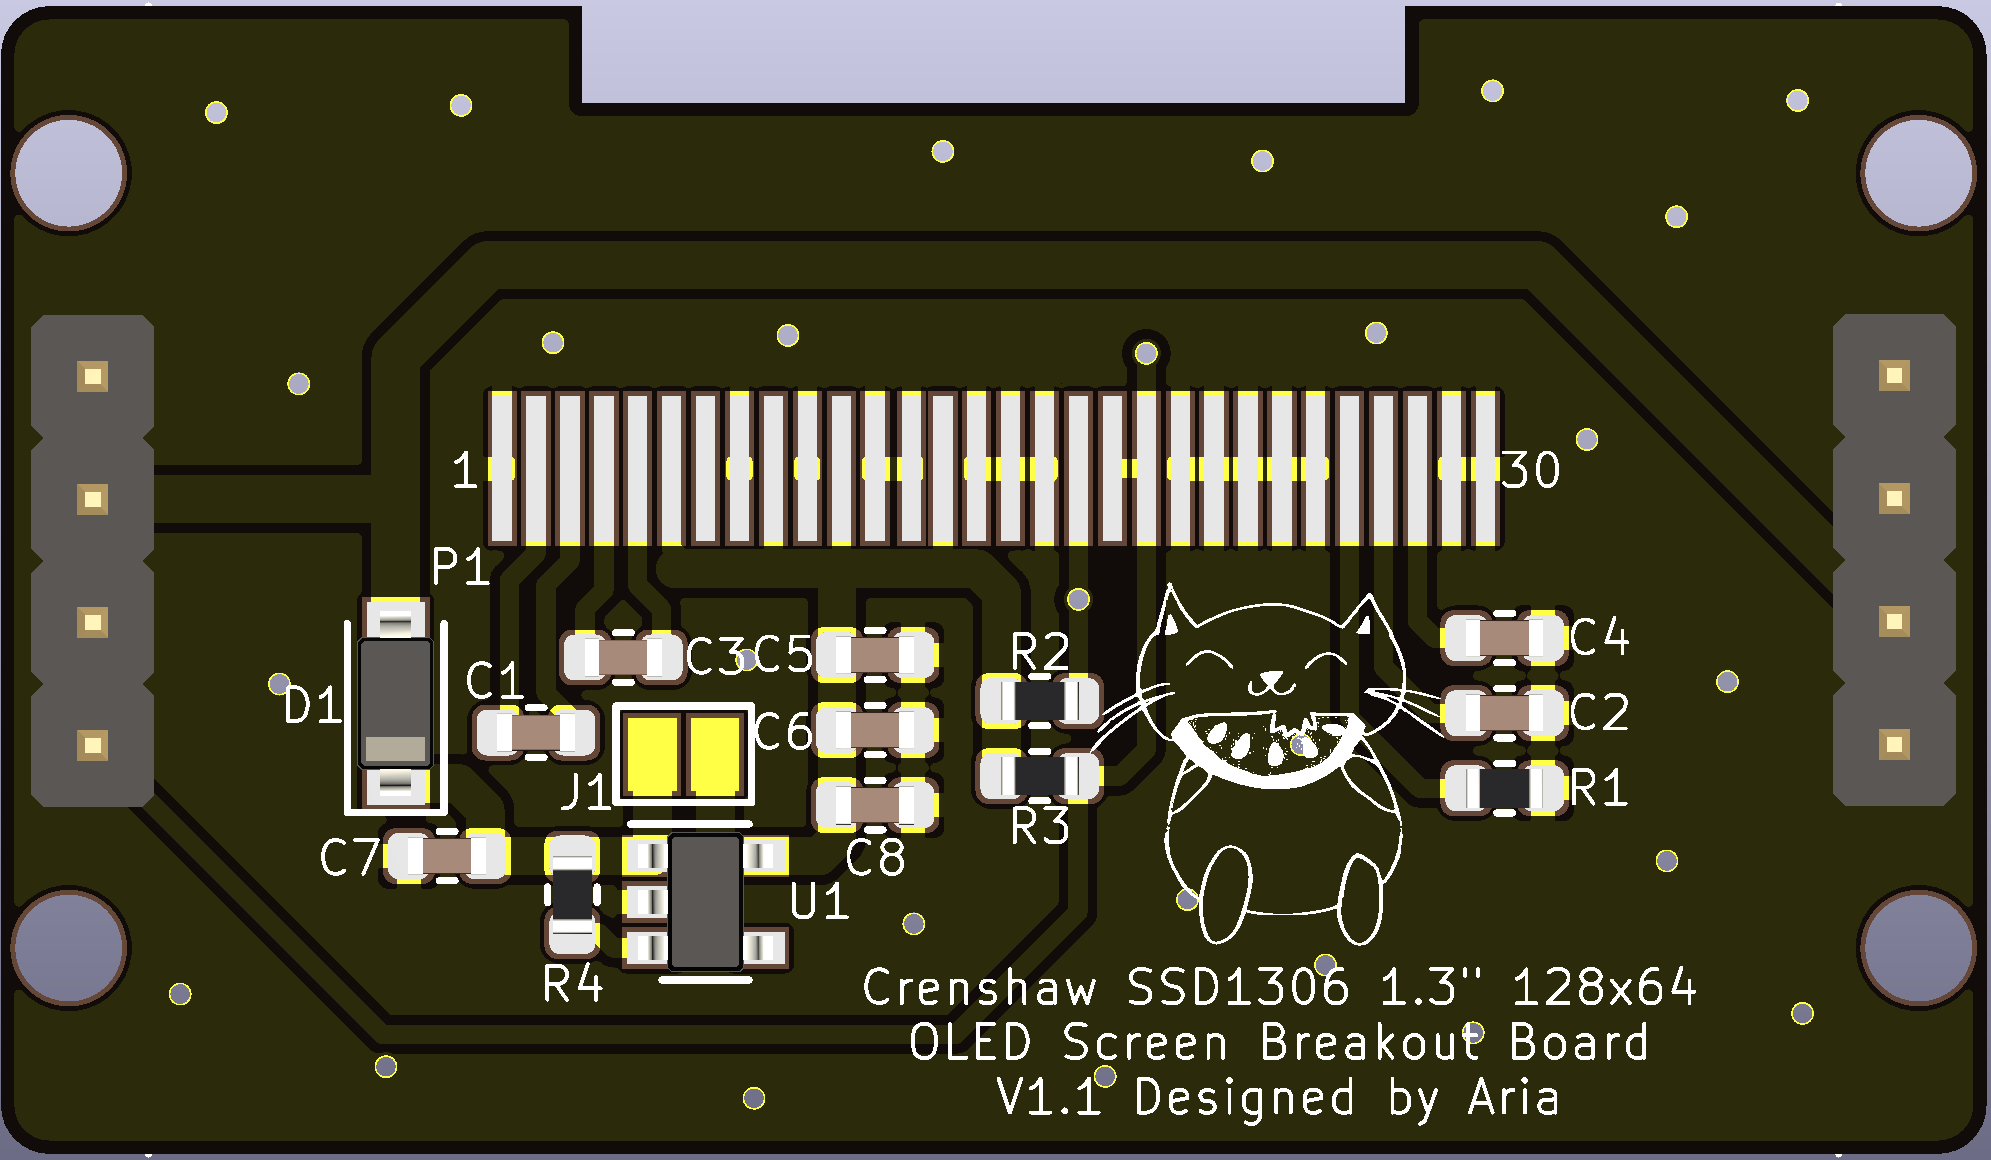 1
30
P1
R2
C4
C3
C5
C1
D1
C2
C6
J1
R1
R3
C7
C8
U1
R4
Crenshaw SSD1306 1.3" 128x64
OLED Screen Breakout Board
V1.1 Designed by Aria